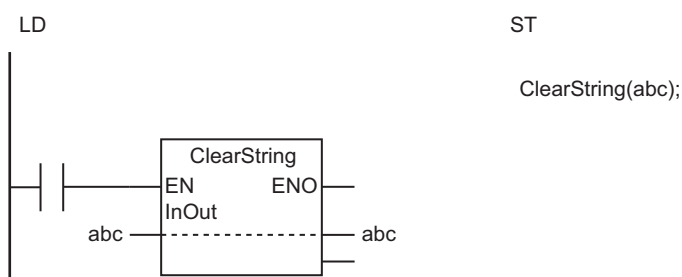 LD
ST
ClearString(abc);
ClearString
EN ENO
InOut
abc abc